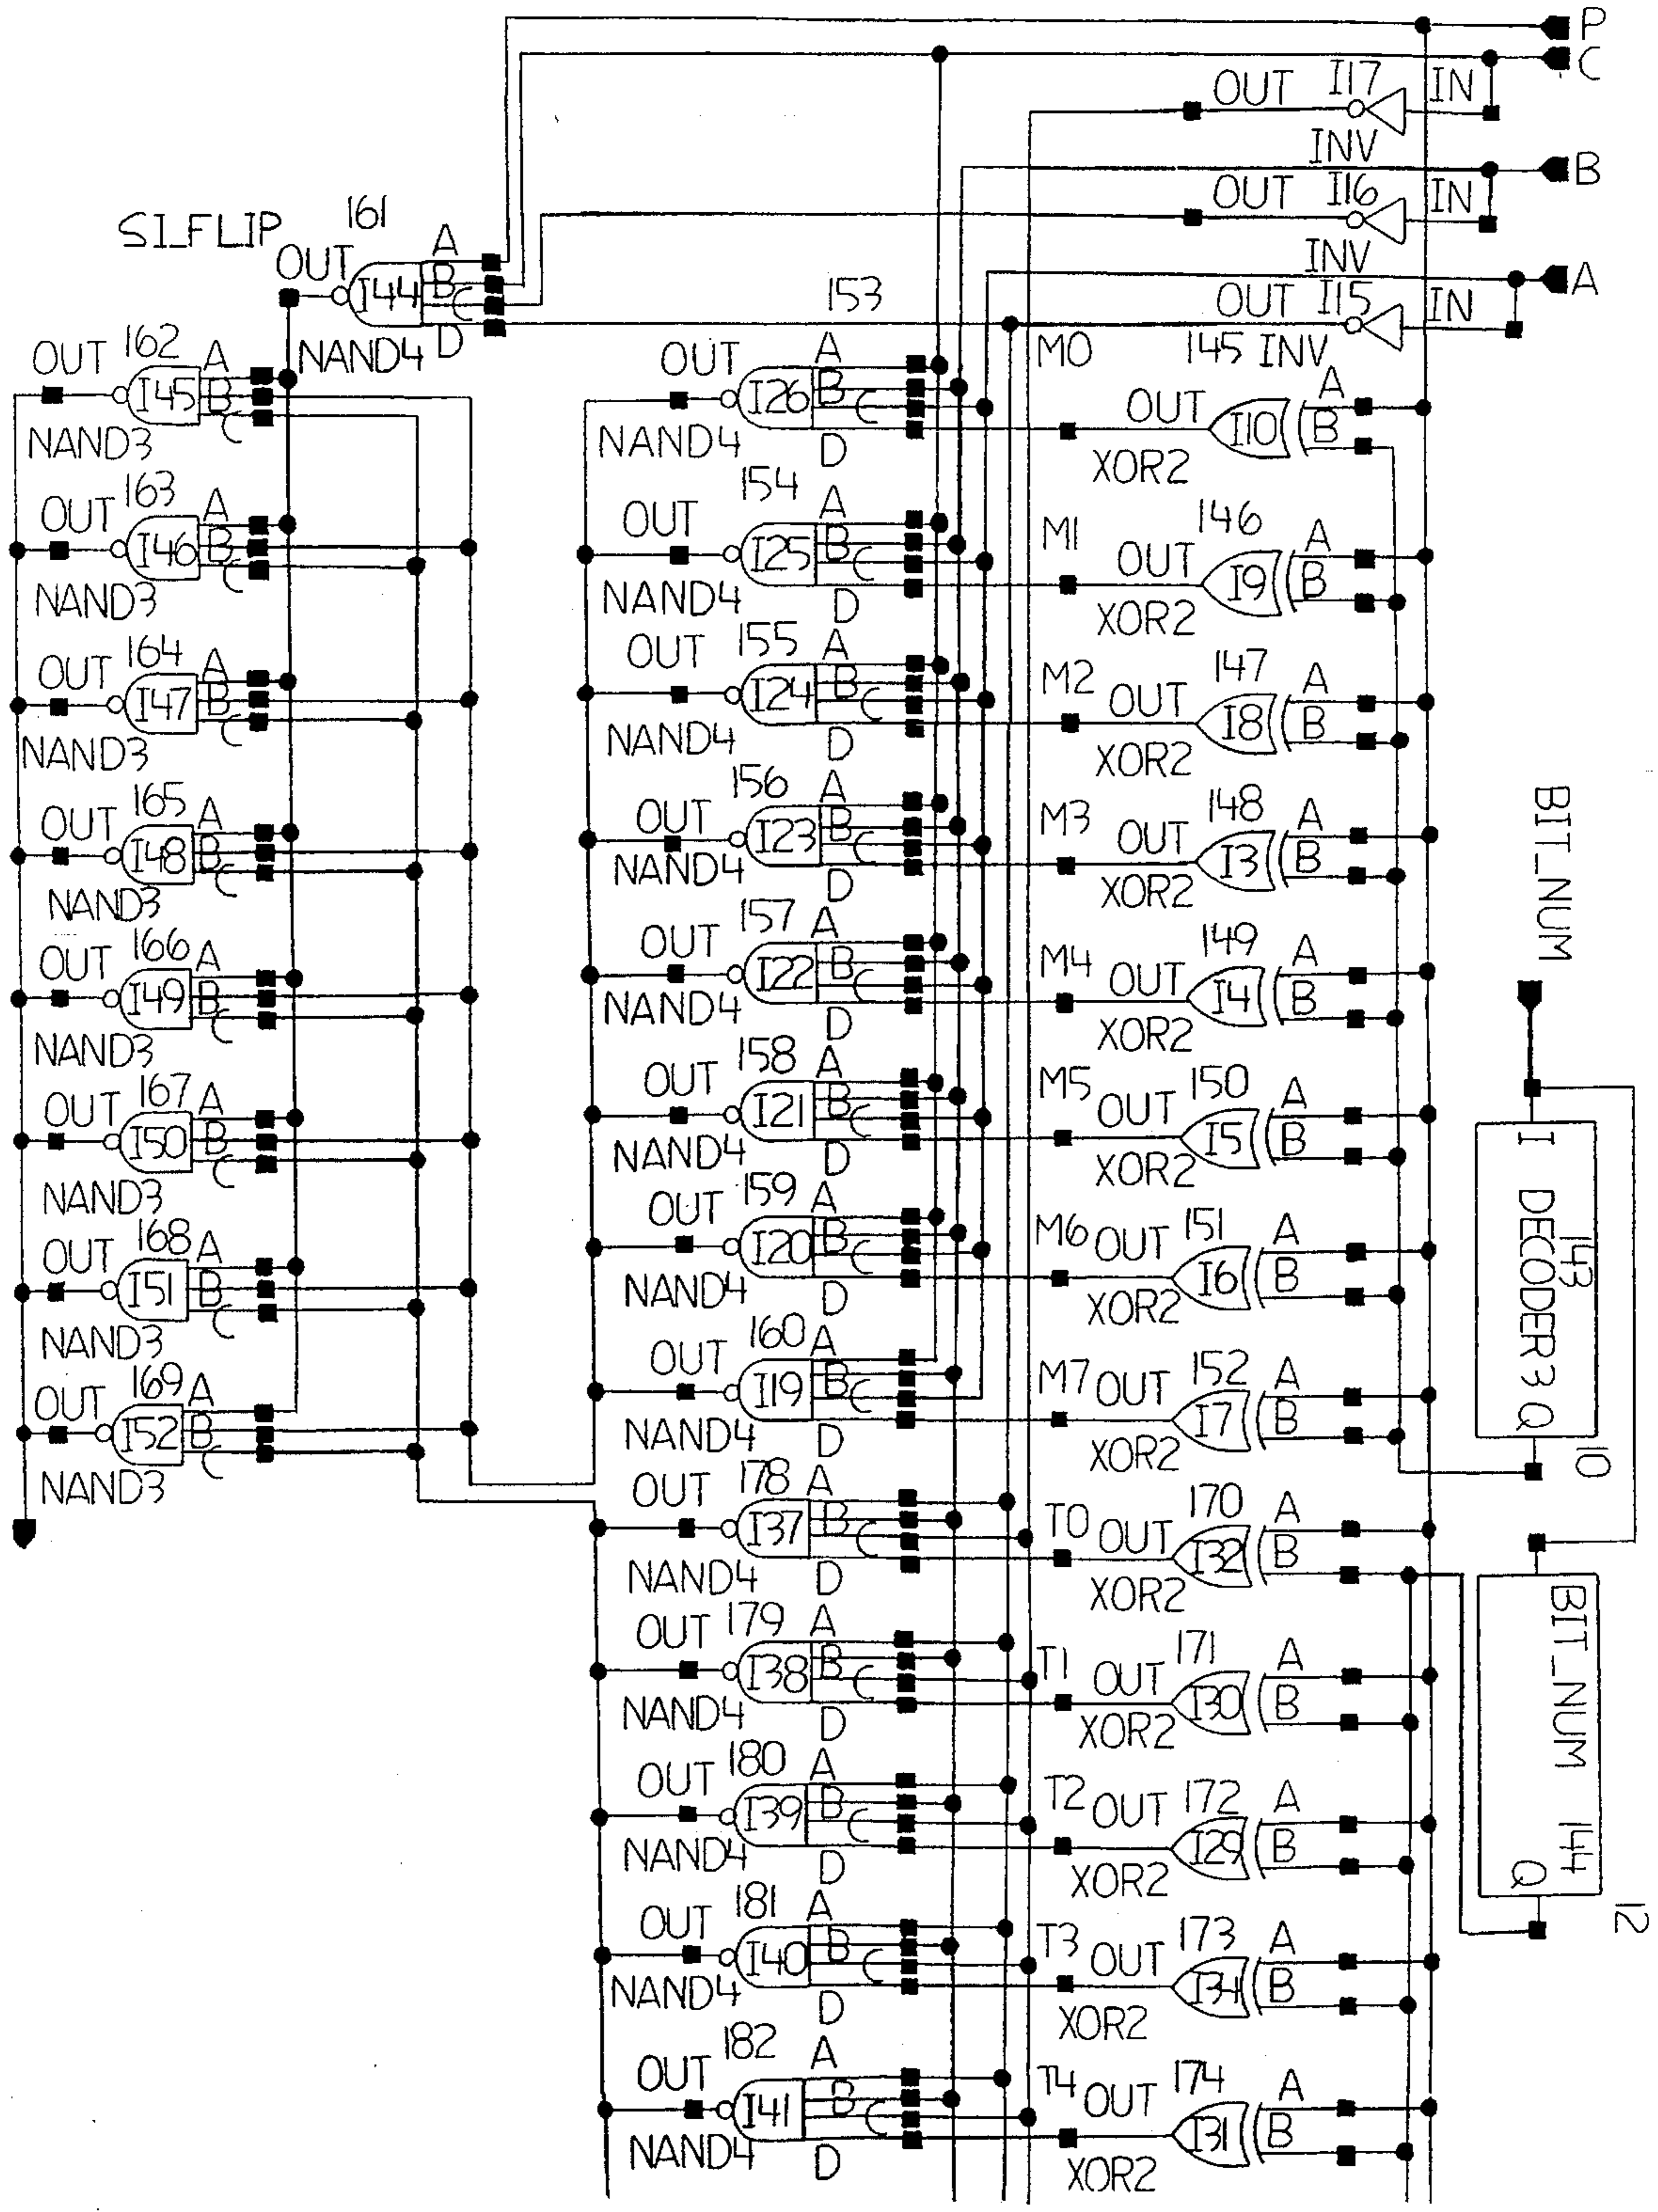 P
C
OUT I17 IN
INV
B
OUT I16 IN
INV
A
OUT I15 IN
145 INV
SI_FLIP 161
OUT I44 A B C D
NAND4
153
OUT I26 A B C D
NAND4
M0
OUT I10 A B
XOR2
162
OUT I45 A B C
NAND3
154
OUT I25 A B C D
NAND4
M1 146
OUT I9 A B
XOR2
163
OUT I46 A B C
NAND3
155
OUT I24 A B C D
NAND4
M2 147
OUT I8 A B
XOR2
164
OUT I47 A B C
NAND3
156
OUT I23 A B C D
NAND4
M3 148
OUT I3 A B
XOR2
165
OUT I48 A B C
NAND3
157
OUT I22 A B C D
NAND4
M4 149
OUT I4 A B
XOR2
166
OUT I49 A B C
NAND3
158
OUT I21 A B C D
NAND4
M5 150
OUT I5 A B
XOR2
167
OUT I50 A B C
NAND3
159
OUT I20 A B C D
NAND4
M6 151
OUT I6 A B
XOR2
168
OUT I51 A B C
NAND3
160
OUT I19 A B C D
NAND4
M7 152
OUT I7 A B
XOR2
169
OUT I52 A B C
NAND3
178
OUT I37 A B C D
NAND4
T0 170
OUT I32 A B
XOR2
179
OUT I38 A B C D
NAND4
T1 171
OUT I30 A B
XOR2
180
OUT I39 A B C D
NAND4
T2 172
OUT I29 A B
XOR2
181
OUT I40 A B C D
NAND4
T3 173
OUT I34 A B
XOR2
182
OUT I41 A B C D
NAND4
T4 174
OUT I31 A B
XOR2
BIT_NUM
I DECODER3 Q
143
10
BIT_NUM 144
Q
12